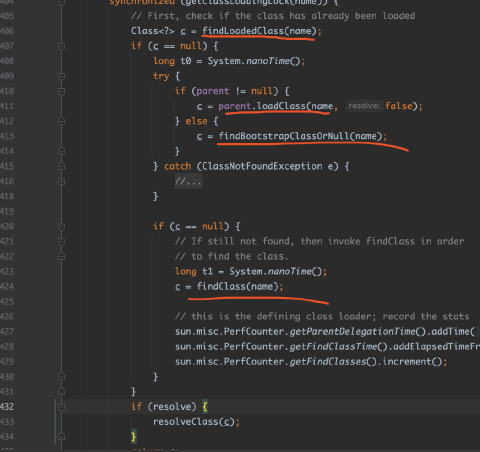 404 synchronized (getClassLoadingLock(name)) {
405 // First, check if the class has already been loaded
406 Class<?> c = findLoadedClass(name);
407 if (c == null) {
408 long t0 = System.nanoTime();
409 try {
410 if (parent != null) {
411 c = parent.loadClass(name, resolve: false);
412 } else {
413 c = findBootstrapClassOrNull(name);
414 }
415 } catch (ClassNotFoundException e) {
416 //...
418 }
419
420 if (c == null) {
421 // If still not found, then invoke findClass in order
422 // to find the class.
423 long t1 = System.nanoTime();
424 c = findClass(name);
425
426 // this is the defining class loader; record the stats
427 sun.misc.PerfCounter.getParentDelegationTime().addTime(
428 sun.misc.PerfCounter.getFindClassTime().addElapsedTimeFr
429 sun.misc.PerfCounter.getFindClasses().increment();
430 }
431 }
432 if (resolve) {
433 resolveClass(c);
434 }